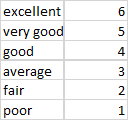 excellent 6
very good 5
good 4
average 3
fair 2
poor 1